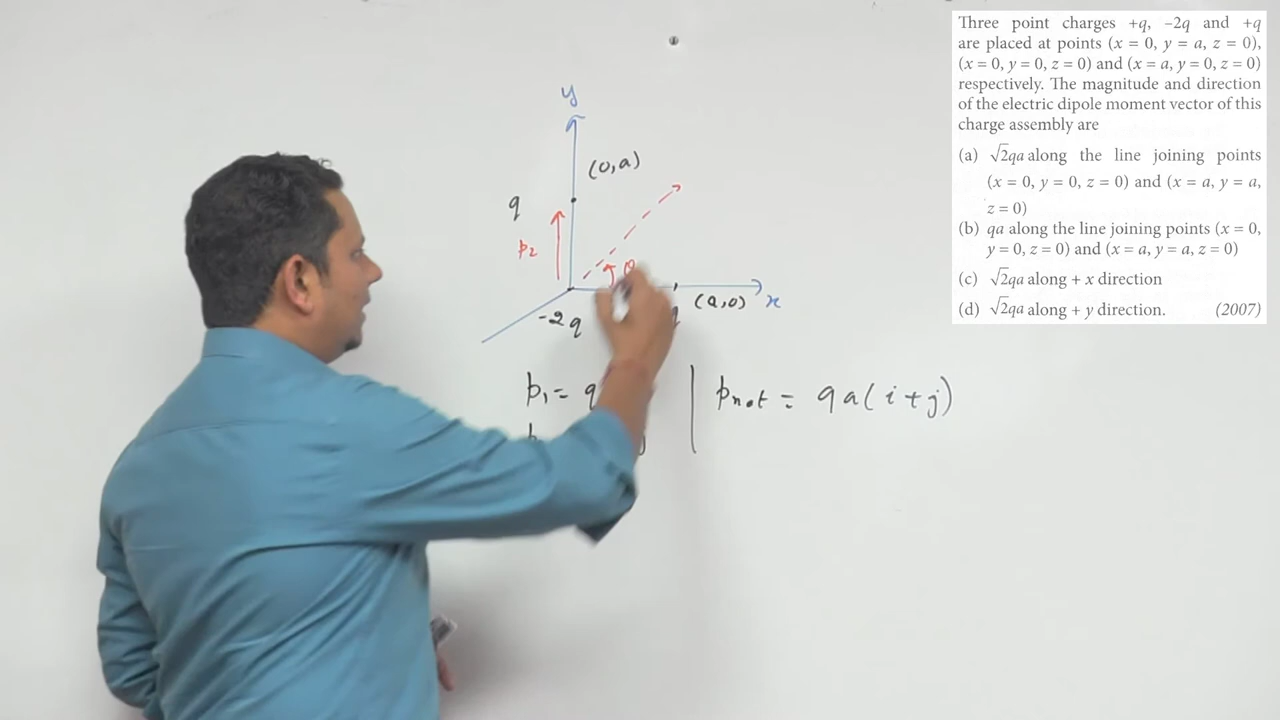 Three point charges +q, –2q and +q
are placed at points (x = 0, y = a, z = 0),
(x = 0, y = 0, z = 0) and (x = a, y = 0, z = 0)
respectively. The magnitude and direction
of the electric dipole moment vector of this
charge assembly are
(a) √2qa along the line joining points
(x = 0, y = 0, z = 0) and (x = a, y = a,
z = 0)
(b) qa along the line joining points (x = 0,
y = 0, z = 0) and (x = a, y = a, z = 0)
(c) √2qa along + x direction
(d) √2qa along + y direction. (2007)
y
(0,a)
q
p2
θ
-2q
q
(a,0)
x
p1 = q
pnet = qa(i+j)